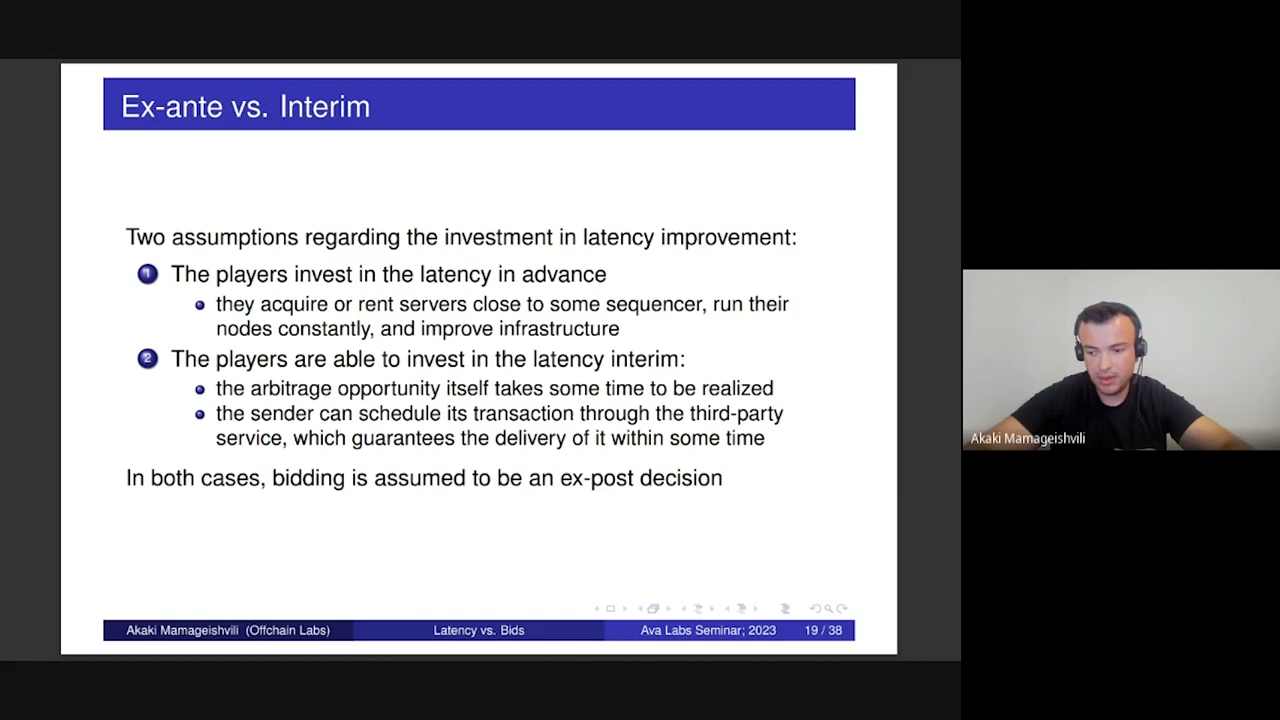 Ex-ante vs. Interim
Two assumptions regarding the investment in latency improvement:
1 The players invest in the latency in advance
they acquire or rent servers close to some sequencer, run their
nodes constantly, and improve infrastructure
2 The players are able to invest in the latency interim:
the arbitrage opportunity itself takes some time to be realized
the sender can schedule its transaction through the third-party
service, which guarantees the delivery of it within some time
In both cases, bidding is assumed to be an ex-post decision
Akaki Mamageishvili (Offchain Labs) Latency vs. Bids Ava Labs Seminar; 2023 19 / 38
Akaki Mamageishvili